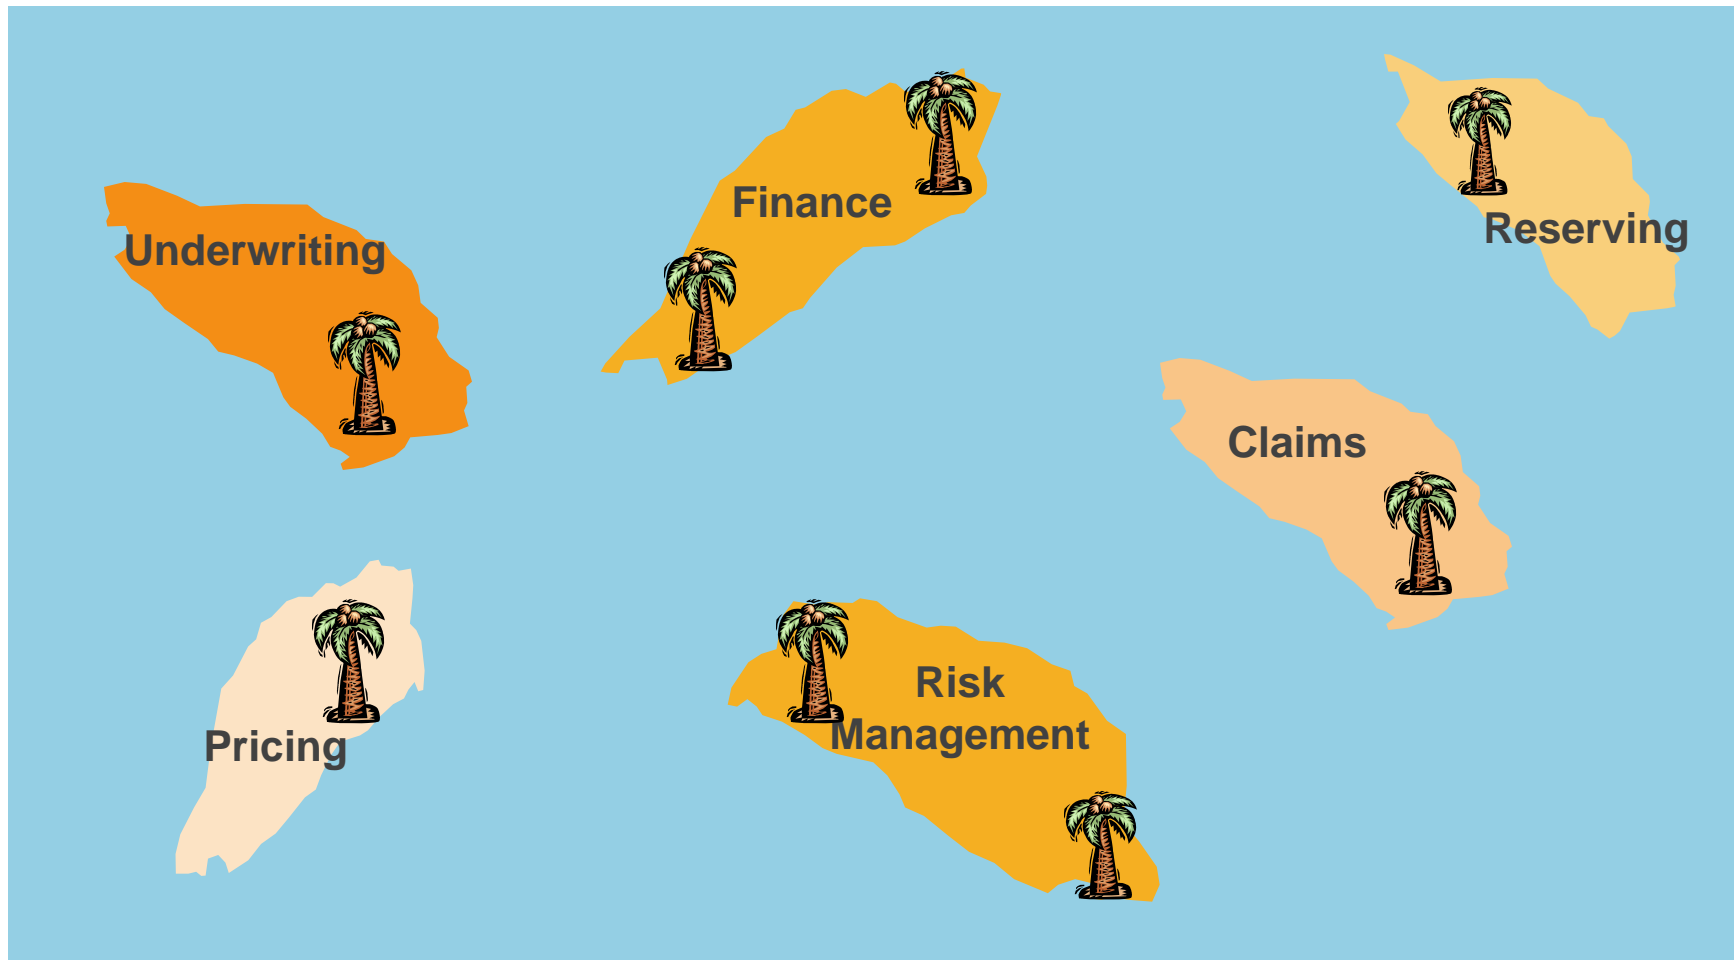 Finance
Reserving
Underwriting
Claims
Risk
Management
Pricing